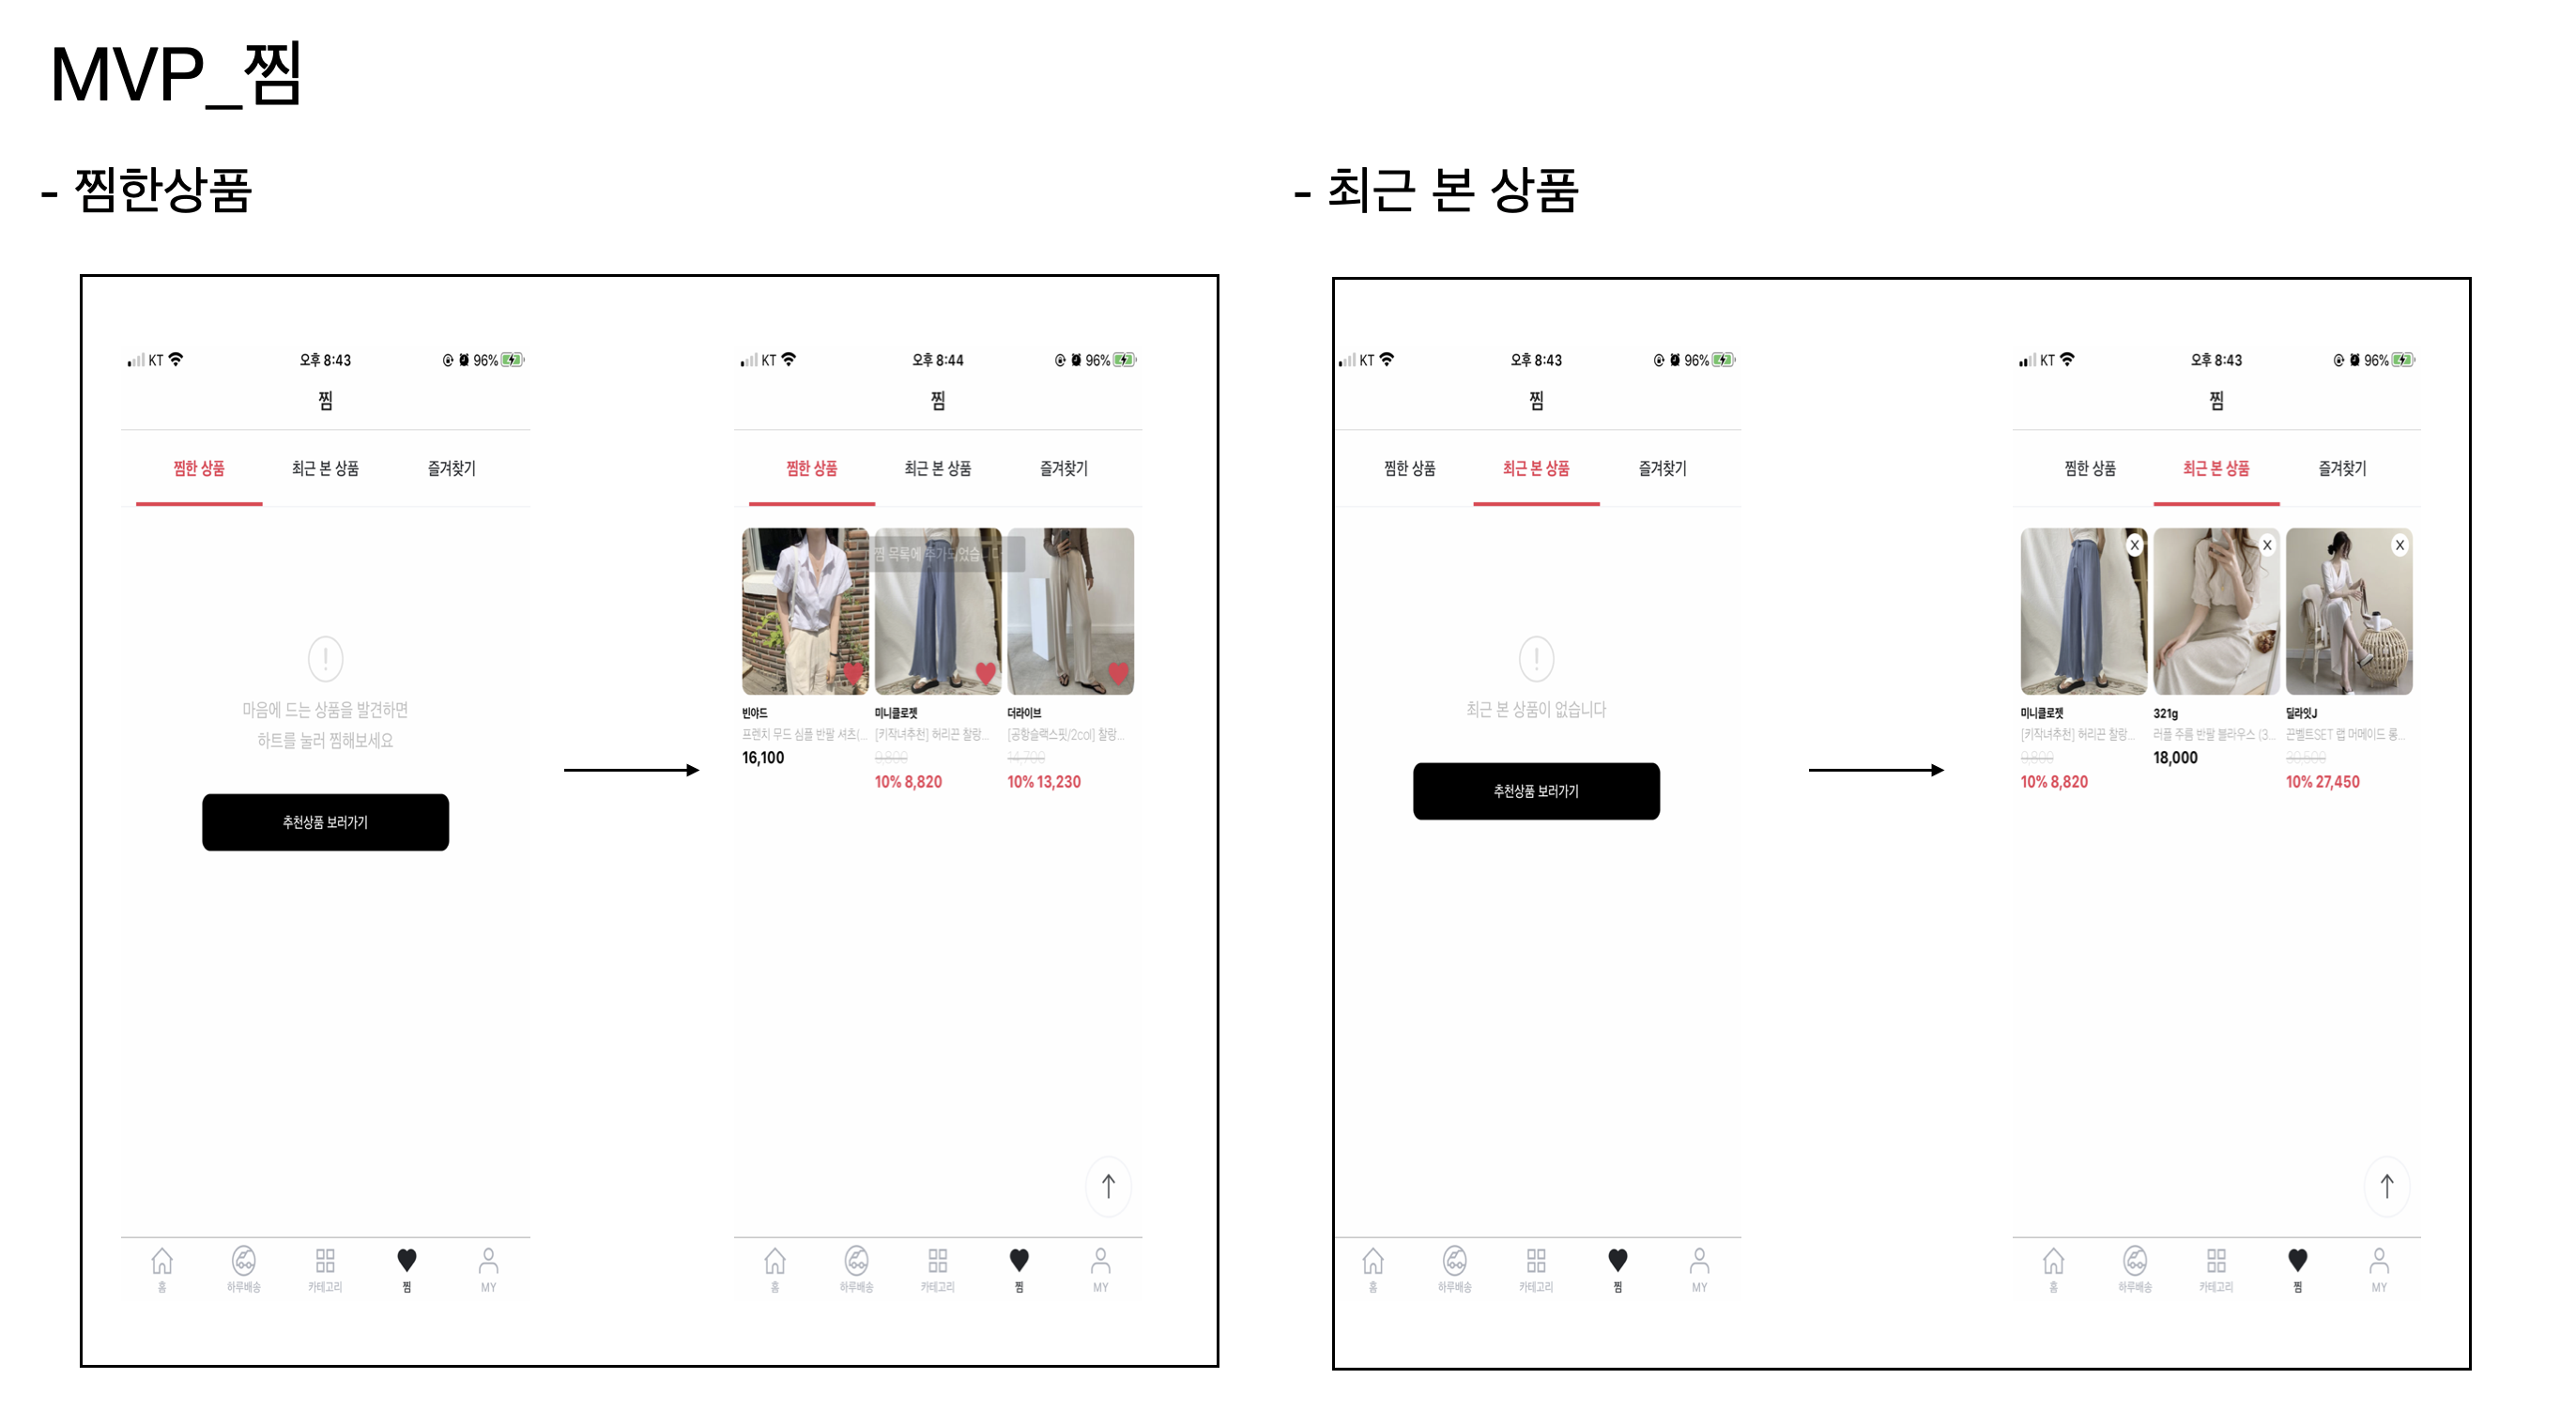 MVP_찜
- 찜한상품
KT 오후 8:43 96%
찜
찜한 상품 최근 본 상품 즐겨찾기
마음에 드는 상품을 발견하면
하트를 눌러 찜해보세요
추천상품 보러가기
홈 하루배송 카테고리 찜 MY
KT 오후 8:44 96%
찜
찜한 상품 최근 본 상품 즐겨찾기
찜 목록에 추가되었습니다
빈야드 미니클로젯 더라이브
프렌치 무드 심플 반팔 셔츠(... [키작녀추천] 허리끈 찰랑... [공항슬랙스핏/2col] 찰랑...
16,100 9,800 14,700
10% 8,820 10% 13,230
홈 하루배송 카테고리 찜 MY
- 최근 본 상품
KT 오후 8:43 96%
찜
찜한 상품 최근 본 상품 즐겨찾기
최근 본 상품이 없습니다
추천상품 보러가기
홈 하루배송 카테고리 찜 MY
KT 오후 8:43 96%
찜
찜한 상품 최근 본 상품 즐겨찾기
X X X
미니클로젯 321g 딜라잇J
[키작녀추천] 허리끈 찰랑... 러플 주름 반팔 블라우스 (3... 끈벨트SET 랩 머메이드 롱...
9,800 18,000 30,500
10% 8,820 10% 27,450
홈 하루배송 카테고리 찜 MY